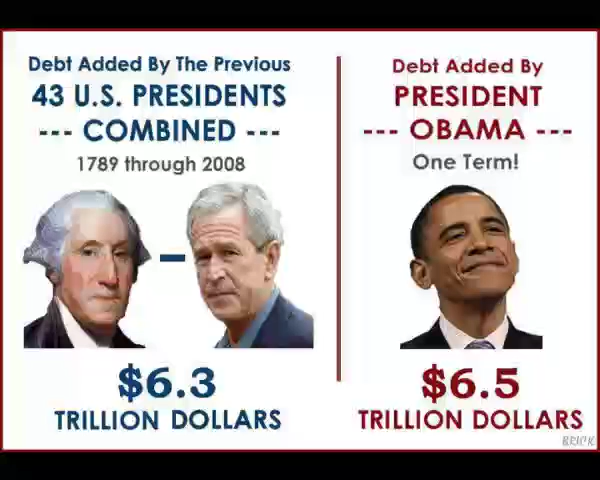 Debt Added By The Previous
43 U.S. PRESIDENTS
--- COMBINED ---
1789 through 2008
$6.3
TRILLION DOLLARS
Debt Added By
PRESIDENT
--- OBAMA ---
One Term!
$6.5
TRILLION DOLLARS
BRICK